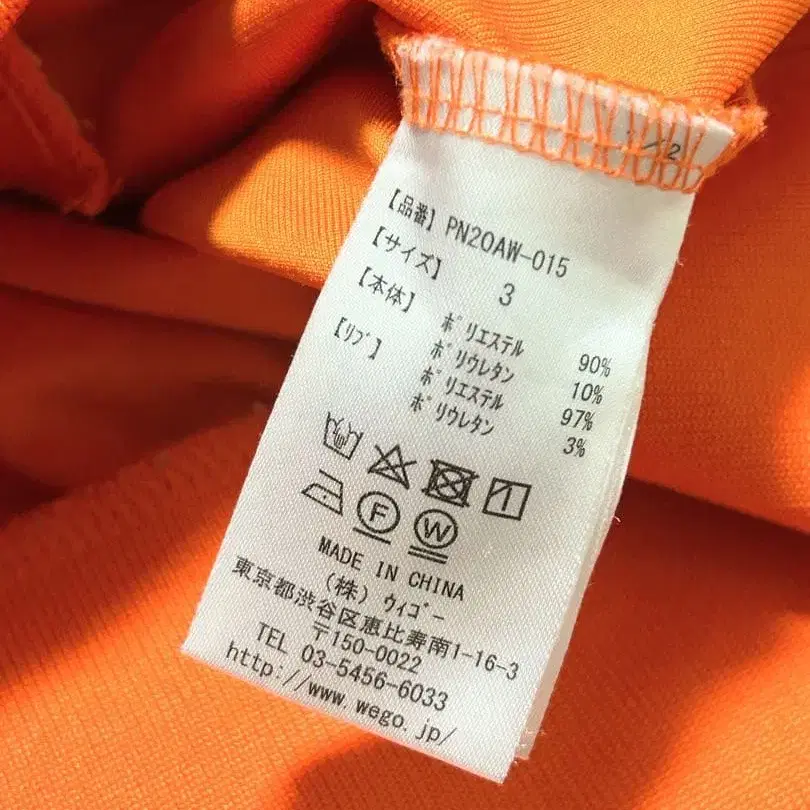 /2
【品番】 PN20AW-015
【サイズ】 3
【本体】 ポリエステル 90%
ポリウレタン 10%
【リブ】 ポリエステル 97%
ポリウレタン 3%
F W
MADE IN CHINA
(株) ウィゴー
東京都渋谷区恵比寿南1-16-3
〒150-0022
TEL 03-5456-6033
http://www.wego.jp/